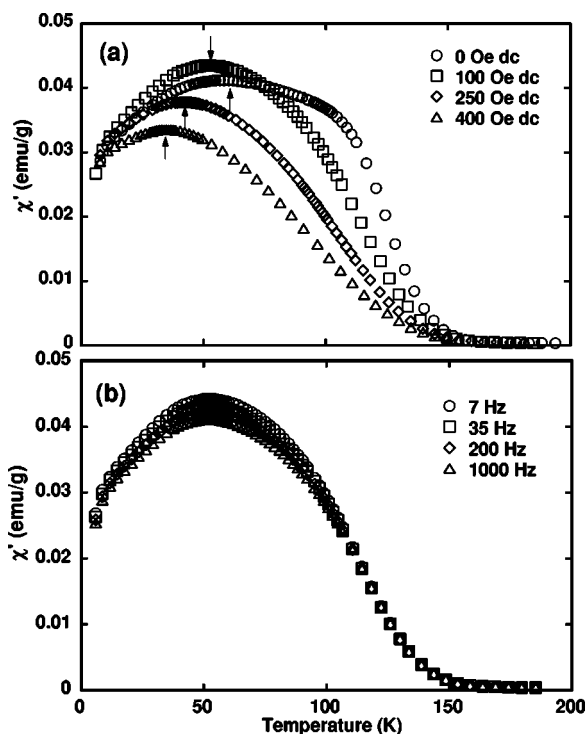 0.05
(a)
0 Oe dc
100 Oe dc
250 Oe dc
400 Oe dc
0.04
0.03
0.02
0.01
0
χ' (emu/g)
0.05
(b)
7 Hz
35 Hz
200 Hz
1000 Hz
0.04
0.03
0.02
0.01
0
χ' (emu/g)
0 50 100 150 200
Temperature (K)